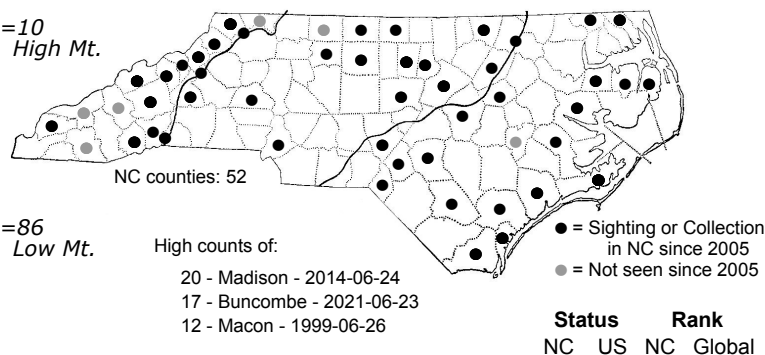 =10
High Mt.
NC counties: 52
=86
Low Mt.
High counts of:
20 - Madison - 2014-06-24
17 - Buncombe - 2021-06-23
12 - Macon - 1999-06-26
● = Sighting or Collection
in NC since 2005
● = Not seen since 2005
Status Rank
NC US NC Global